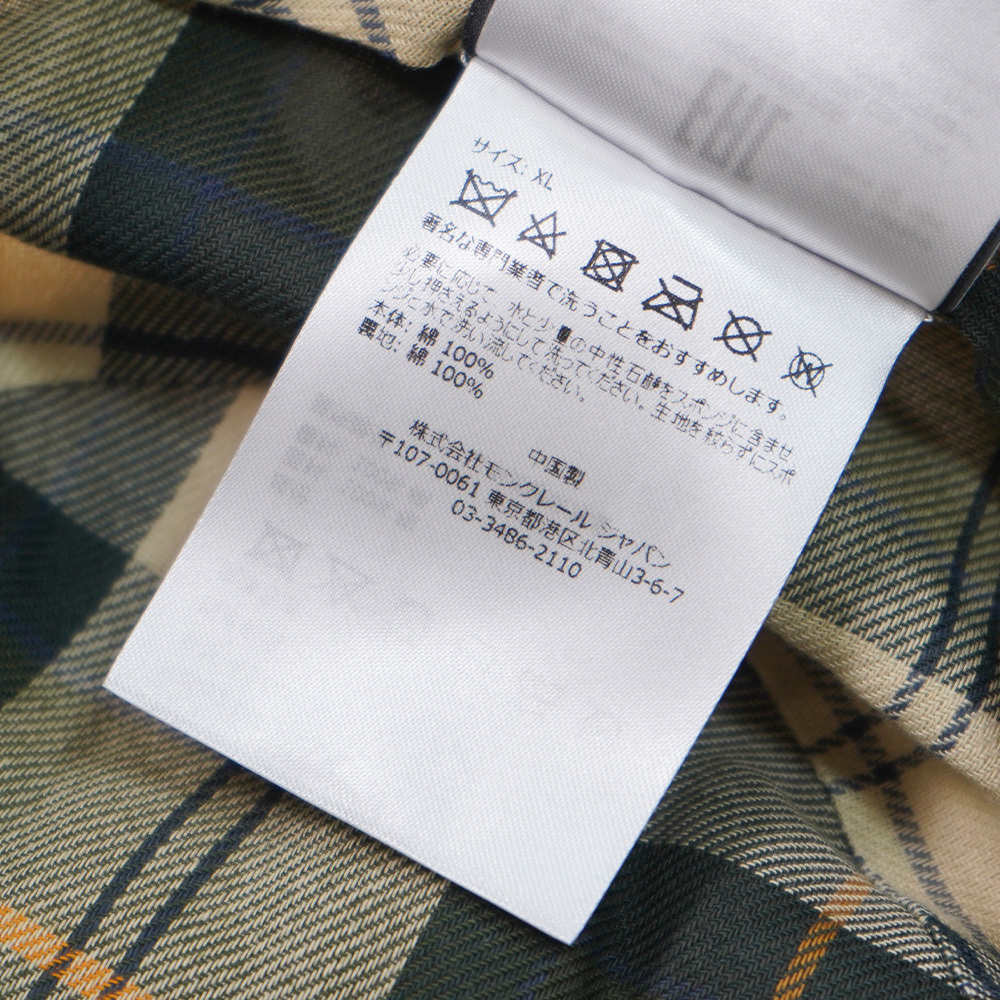 サイズ: XL
著名な専門業者で洗うことをおすすめします。
必要に応じて、水と少量の中性石鹸をスポンジに含ませ
少し押さえるようにして洗ってください。生地を絞らずにスポ
ンジに水で洗い流してください。
本体: 綿 100%
裏地: 綿 100%
中国製
株式会社モンクレール ジャパン
〒107-0061 東京都港区北青山3-6-7
03-3486-2110